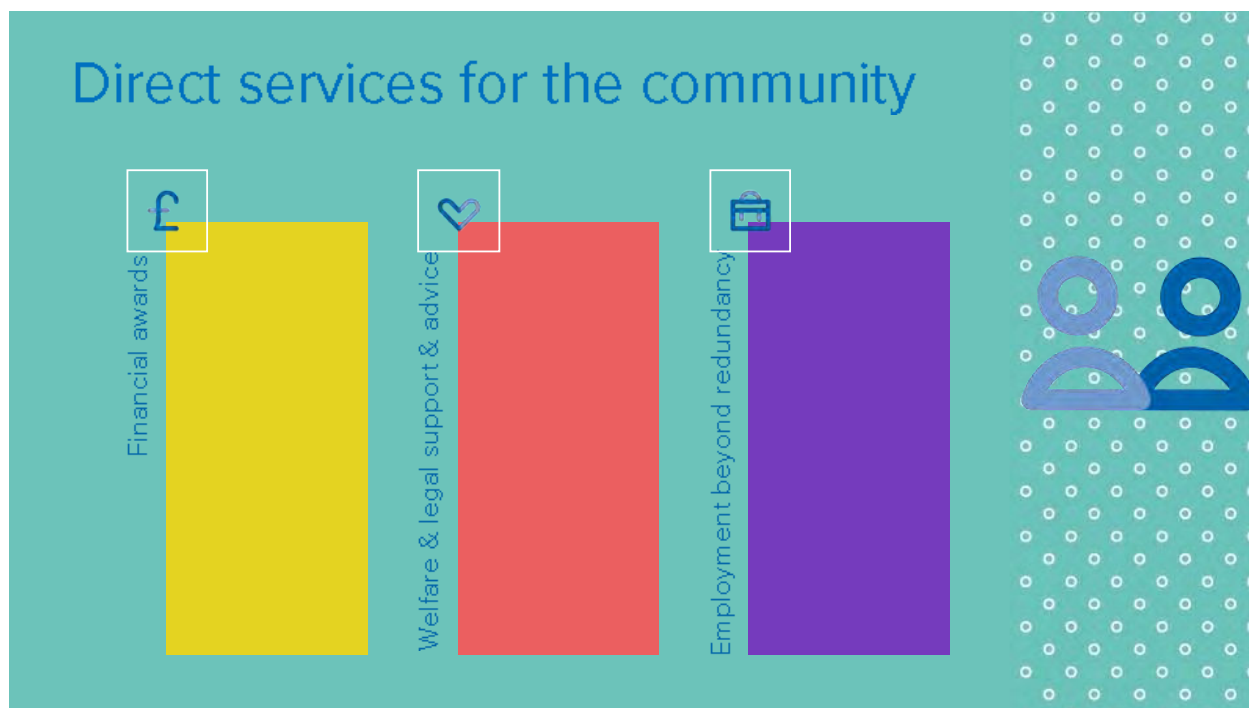 Direct services for the community
£
Financial awards
Welfare & legal support & advice
Employment beyond redundancy